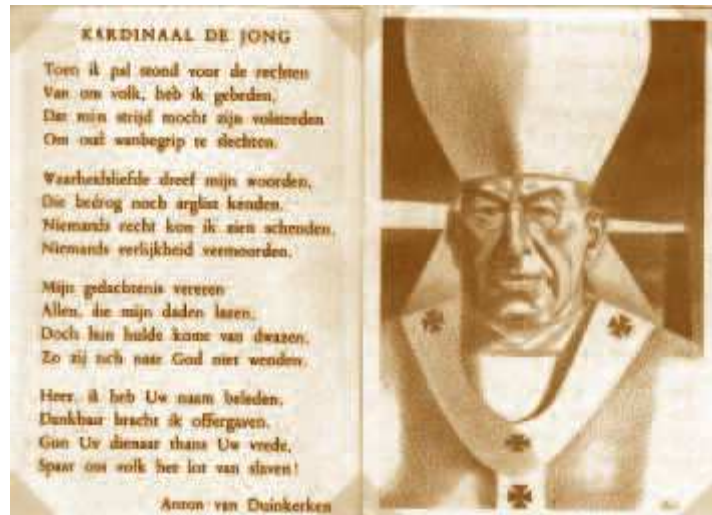 KARDINAAL DE JONG
Toen ik pal stond voor de rechten
Van ons volk, heb ik gebeden,
Dat mijn strijd mocht zijn volstreden
Om oud wanbegrip te slechten.
Waarheidsliefde dreef mijn woorden,
Die bedrog noch arglist kenden.
Niemands recht kon ik zien schenden,
Niemands eerlijkheid vermoorden.
Mijn gedachtenis vereren
Allen, die mijn daden lazen.
Doch hun hulde kome van dwazen,
Zo zij zich naar God niet wenden.
Heer, ik heb Uw naam beleden,
Dankbaar bracht ik offergaven.
Gun Uw dienaar thans Uw vrede,
Spaar ons volk het lot van slaven!
Anton van Duinkerken